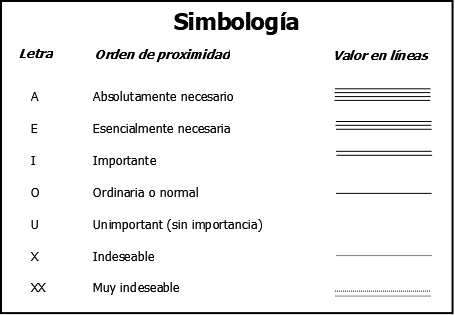 Simbología
Letra Orden de proximidad Valor en líneas
A Absolutamente necesario
E Esencialmente necesaria
I Importante
O Ordinaria o normal
U Unimportant (sin importancia)
X Indeseable
XX Muy indeseable